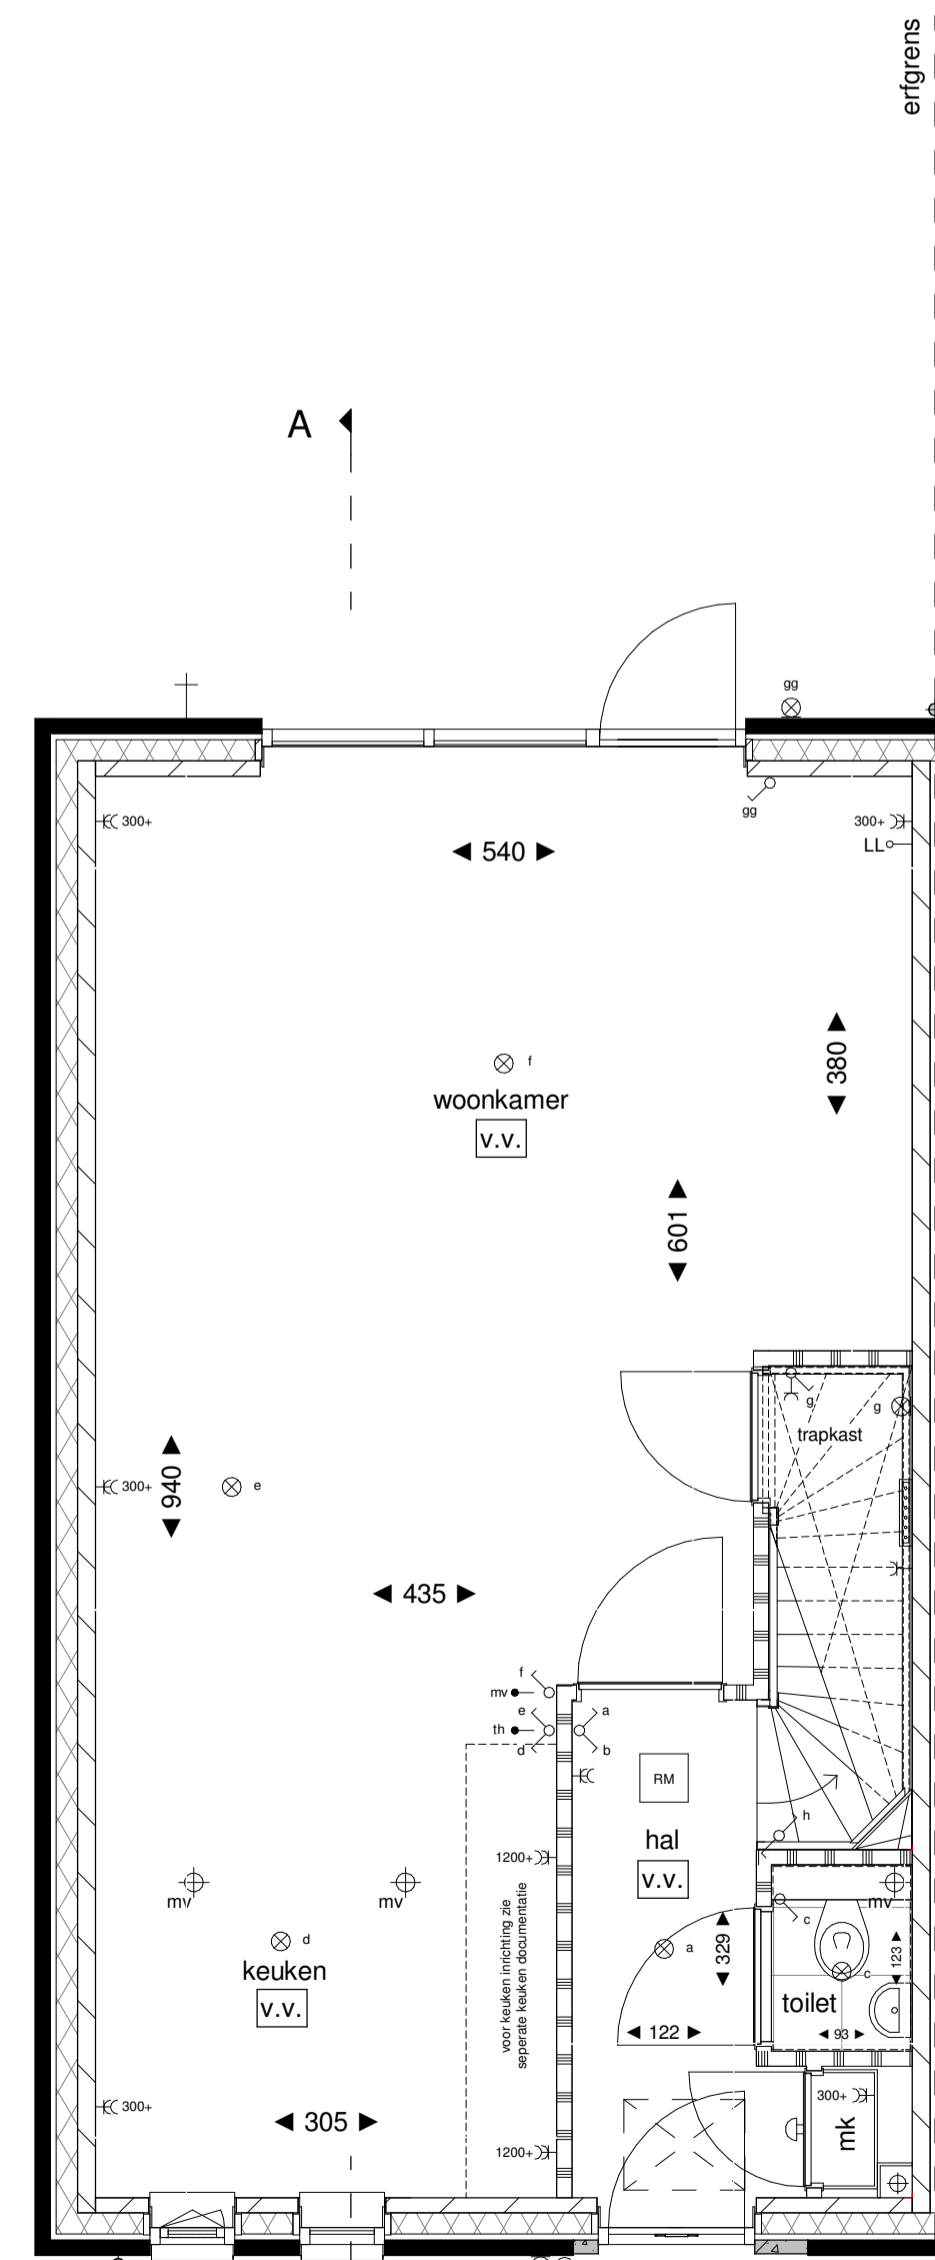 erfgrens
A
gg
300+
540
gg
300+
LL
380
f
woonkamer
v.v.
601
g
g
trapkast
300+
940
e
435
f
mv
e
a
th
d
b
RM
h
hal
v.v.
1200+
mv
mv
mv
c
voor keuken inrichting zie
seperate keuken documentatie
d
a
329
123
c
keuken
v.v.
toilet
122
93
300+
300+
mk
305
1200+